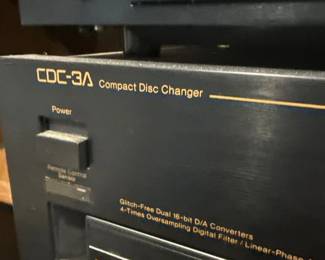 CDC-3A Compact Disc Changer
Power
Remote Control
Sensor
Glitch-Free Dual 16-bit D/A Converters
4-Times Oversampling Digital Filter / Linear-Phase